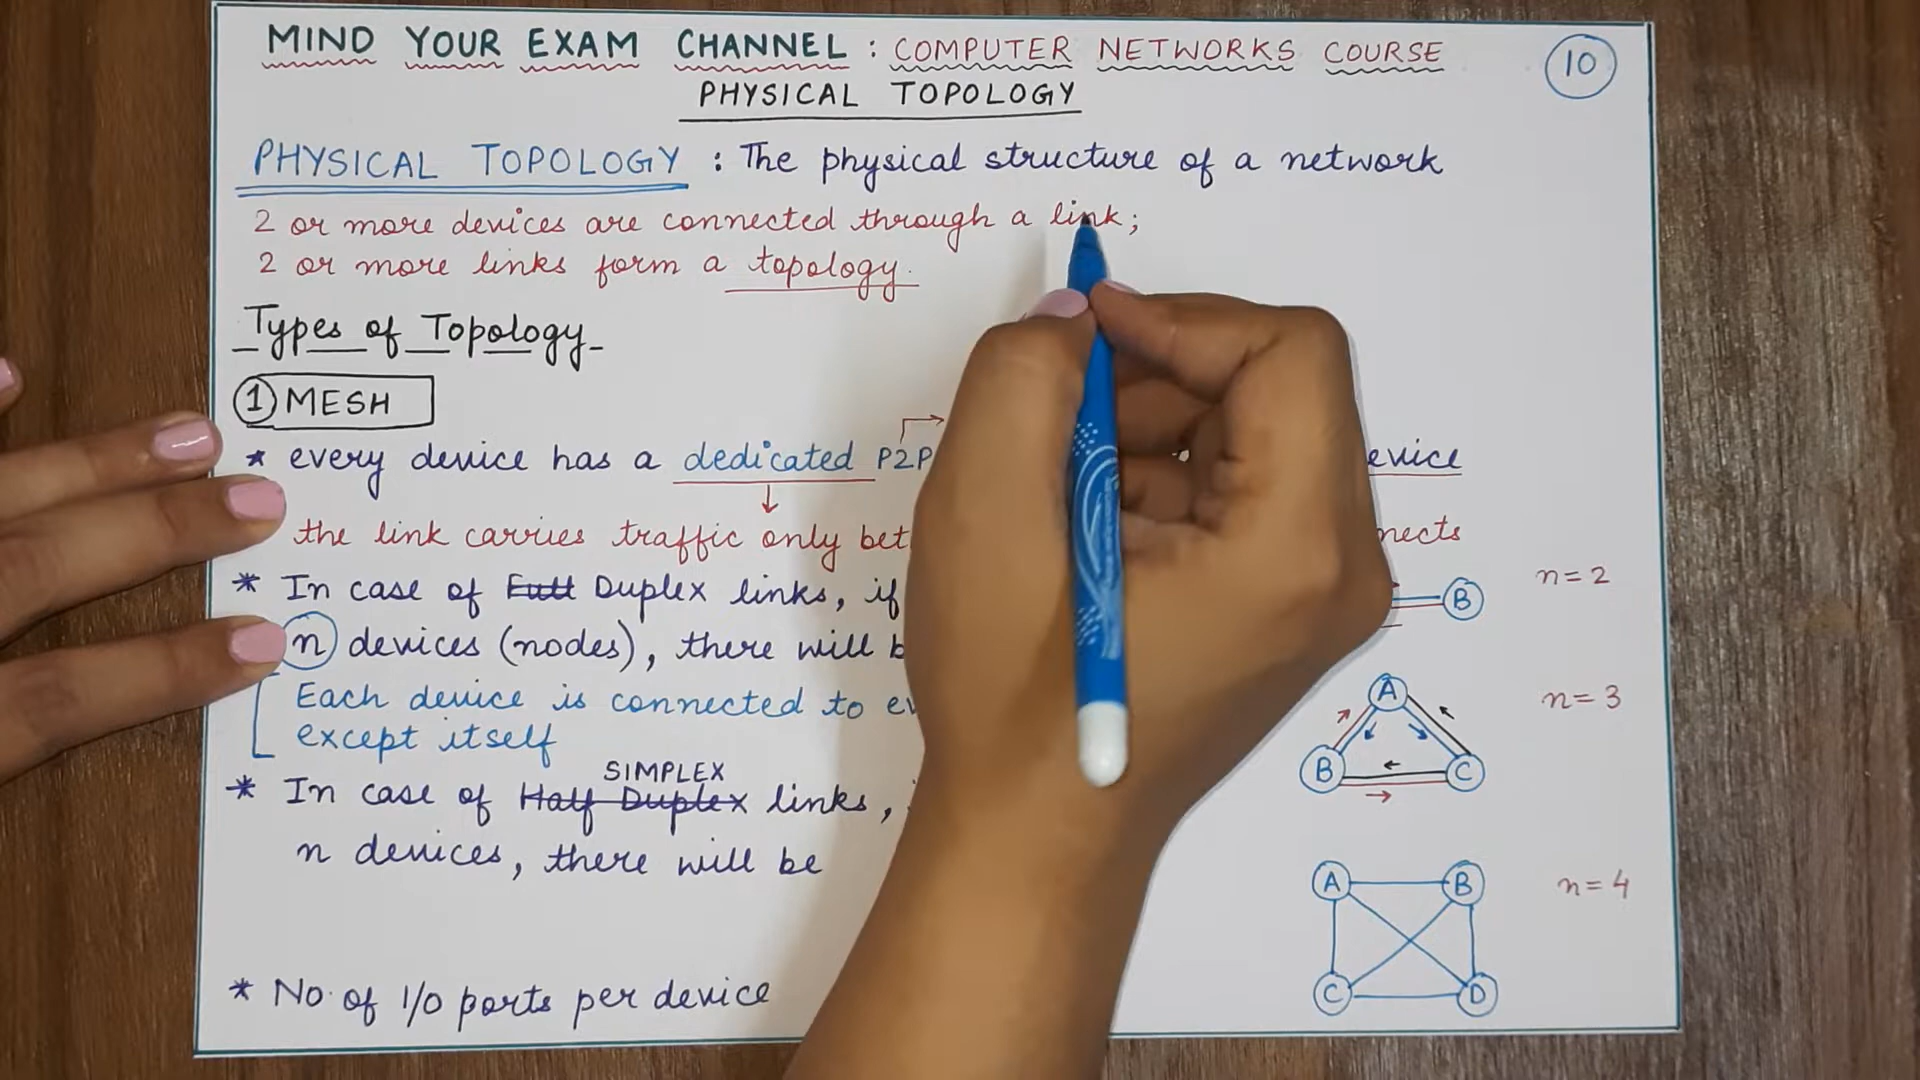 MIND YOUR EXAM CHANNEL : COMPUTER NETWORKS COURSE
10
PHYSICAL TOPOLOGY
PHYSICAL TOPOLOGY : The physical structure of a network
2 or more devices are connected through a link;
2 or more links form a topology.
Types of Topology
1 MESH
* every device has a dedicated P2P evice
the link carries traffic only bet nects
* In case of Full Duplex links, if
n devices (nodes), there will b
Each device is connected to ev
except itself
SIMPLEX
* In case of Half Duplex links,
n devices, there will be
* No. of I/O ports per device
B n=2
A n=3
B C
A B n=4
C D